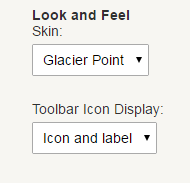 Look and Feel
Skin:
Glacier Point
Toolbar Icon Display:
Icon and label